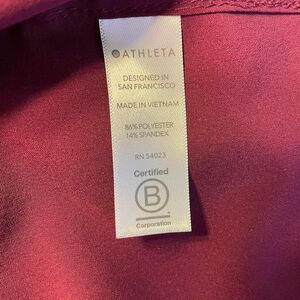 ATHLETA
DESIGNED IN
SAN FRANCISCO
MADE IN VIETNAM
86% POLYESTER
14% SPANDEX
RN 54023
Certified
B
Corporation